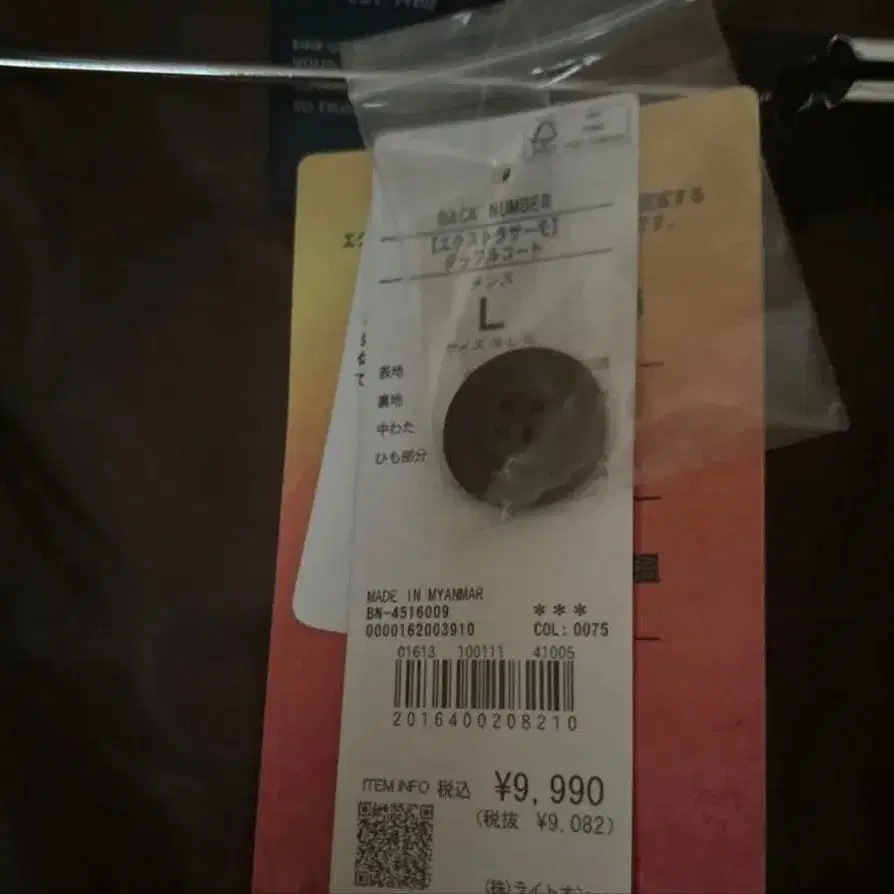 BACK NUMBER
【エクストラサーモ】
ダッフルコート
メンズ
L
表地
裏地
中わた
ひも部分
MADE IN MYANMAR
BN-4516009 ***
0000162003910 COL:0075
01613 100111 41005
2016400208210
ITEM INFO 税込 ¥9,990
(税抜 ¥9,082)
(株)ライトオン